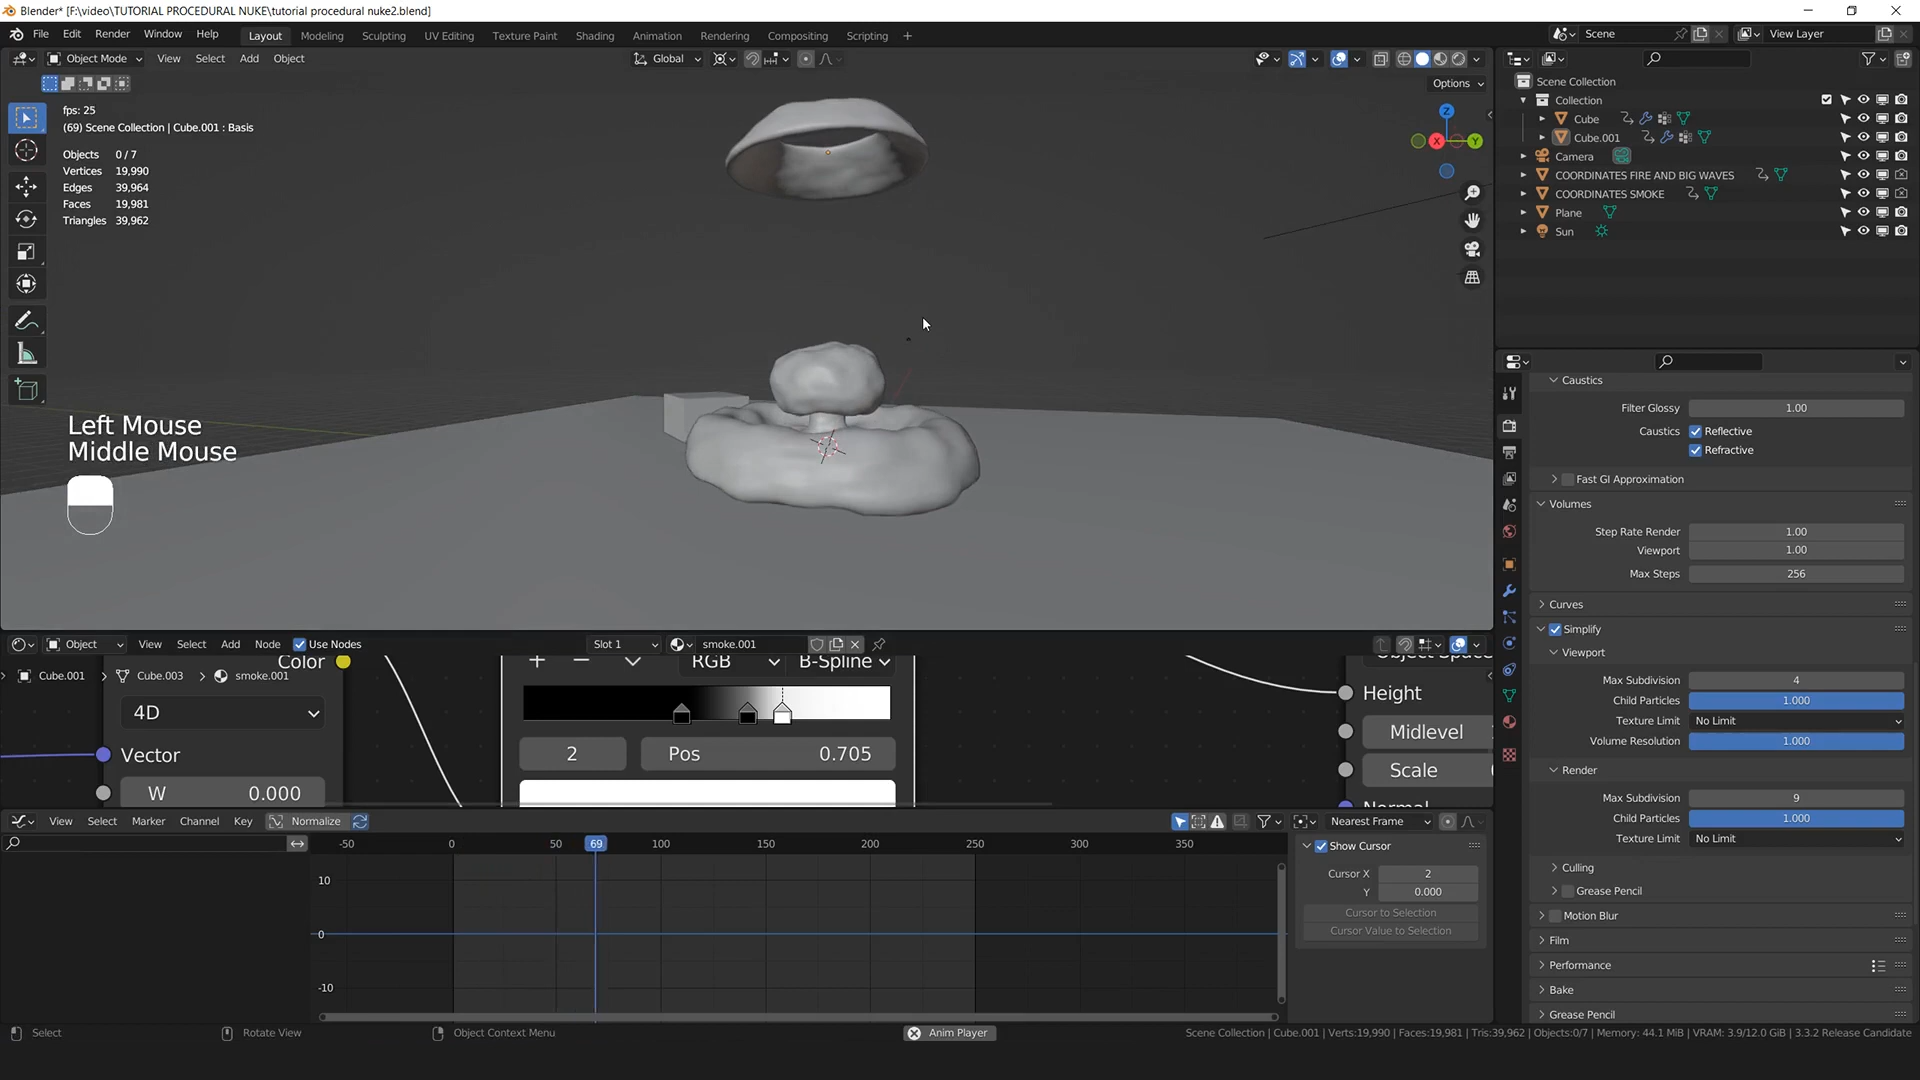 Blender* [F:\video\TUTORIAL PROCEDURAL NUKE\tutorial procedural nuke2.blend]
File Edit Render Window Help Layout Modeling Sculpting UV Editing Texture Paint Shading Animation Rendering Compositing Scripting + Scene View Layer
Object Mode View Select Add Object Global
Options
fps: 25
(69) Scene Collection | Cube.001 : Basis
Objects 0 / 7
Vertices 19,990
Edges 39,964
Faces 19,981
Triangles 39,962
Z
X
Y
Left Mouse
Middle Mouse
Scene Collection
Collection
Cube
Cube.001
Camera
COORDINATES FIRE AND BIG WAVES
COORDINATES SMOKE
Plane
Sun
Caustics
Filter Glossy 1.00
Caustics Reflective
Refractive
Fast GI Approximation
Volumes
Step Rate Render 1.00
Viewport 1.00
Max Steps 256
Curves
Simplify
Viewport
Max Subdivision 4
Child Particles 1.000
Texture Limit No Limit
Volume Resolution 1.000
Render
Max Subdivision 9
Child Particles 1.000
Texture Limit No Limit
Culling
Grease Pencil
Motion Blur
Film
Performance
Bake
Grease Pencil
Object View Select Add Node Use Nodes Slot 1 smoke.001
Color
Cube.001 > Cube.003 > smoke.001
4D
Vector
W 0.000
+ − RGB B-Spline
2 Pos 0.705
Height
Midlevel
Scale
Normal
View Select Marker Channel Key Normalize Nearest Frame
-50 0 50 69 100 150 200 250 300 350
10
0
-10
Show Cursor
Cursor X 2
Y 0.000
Cursor to Selection
Cursor Value to Selection
Select Rotate View Object Context Menu Anim Player Scene Collection | Cube.001 | Verts:19,990 | Faces:19,981 | Tris:39,962 | Objects:0/7 | Memory: 44.1 MiB | VRAM: 3.9/12.0 GiB | 3.3.2 Release Candidate